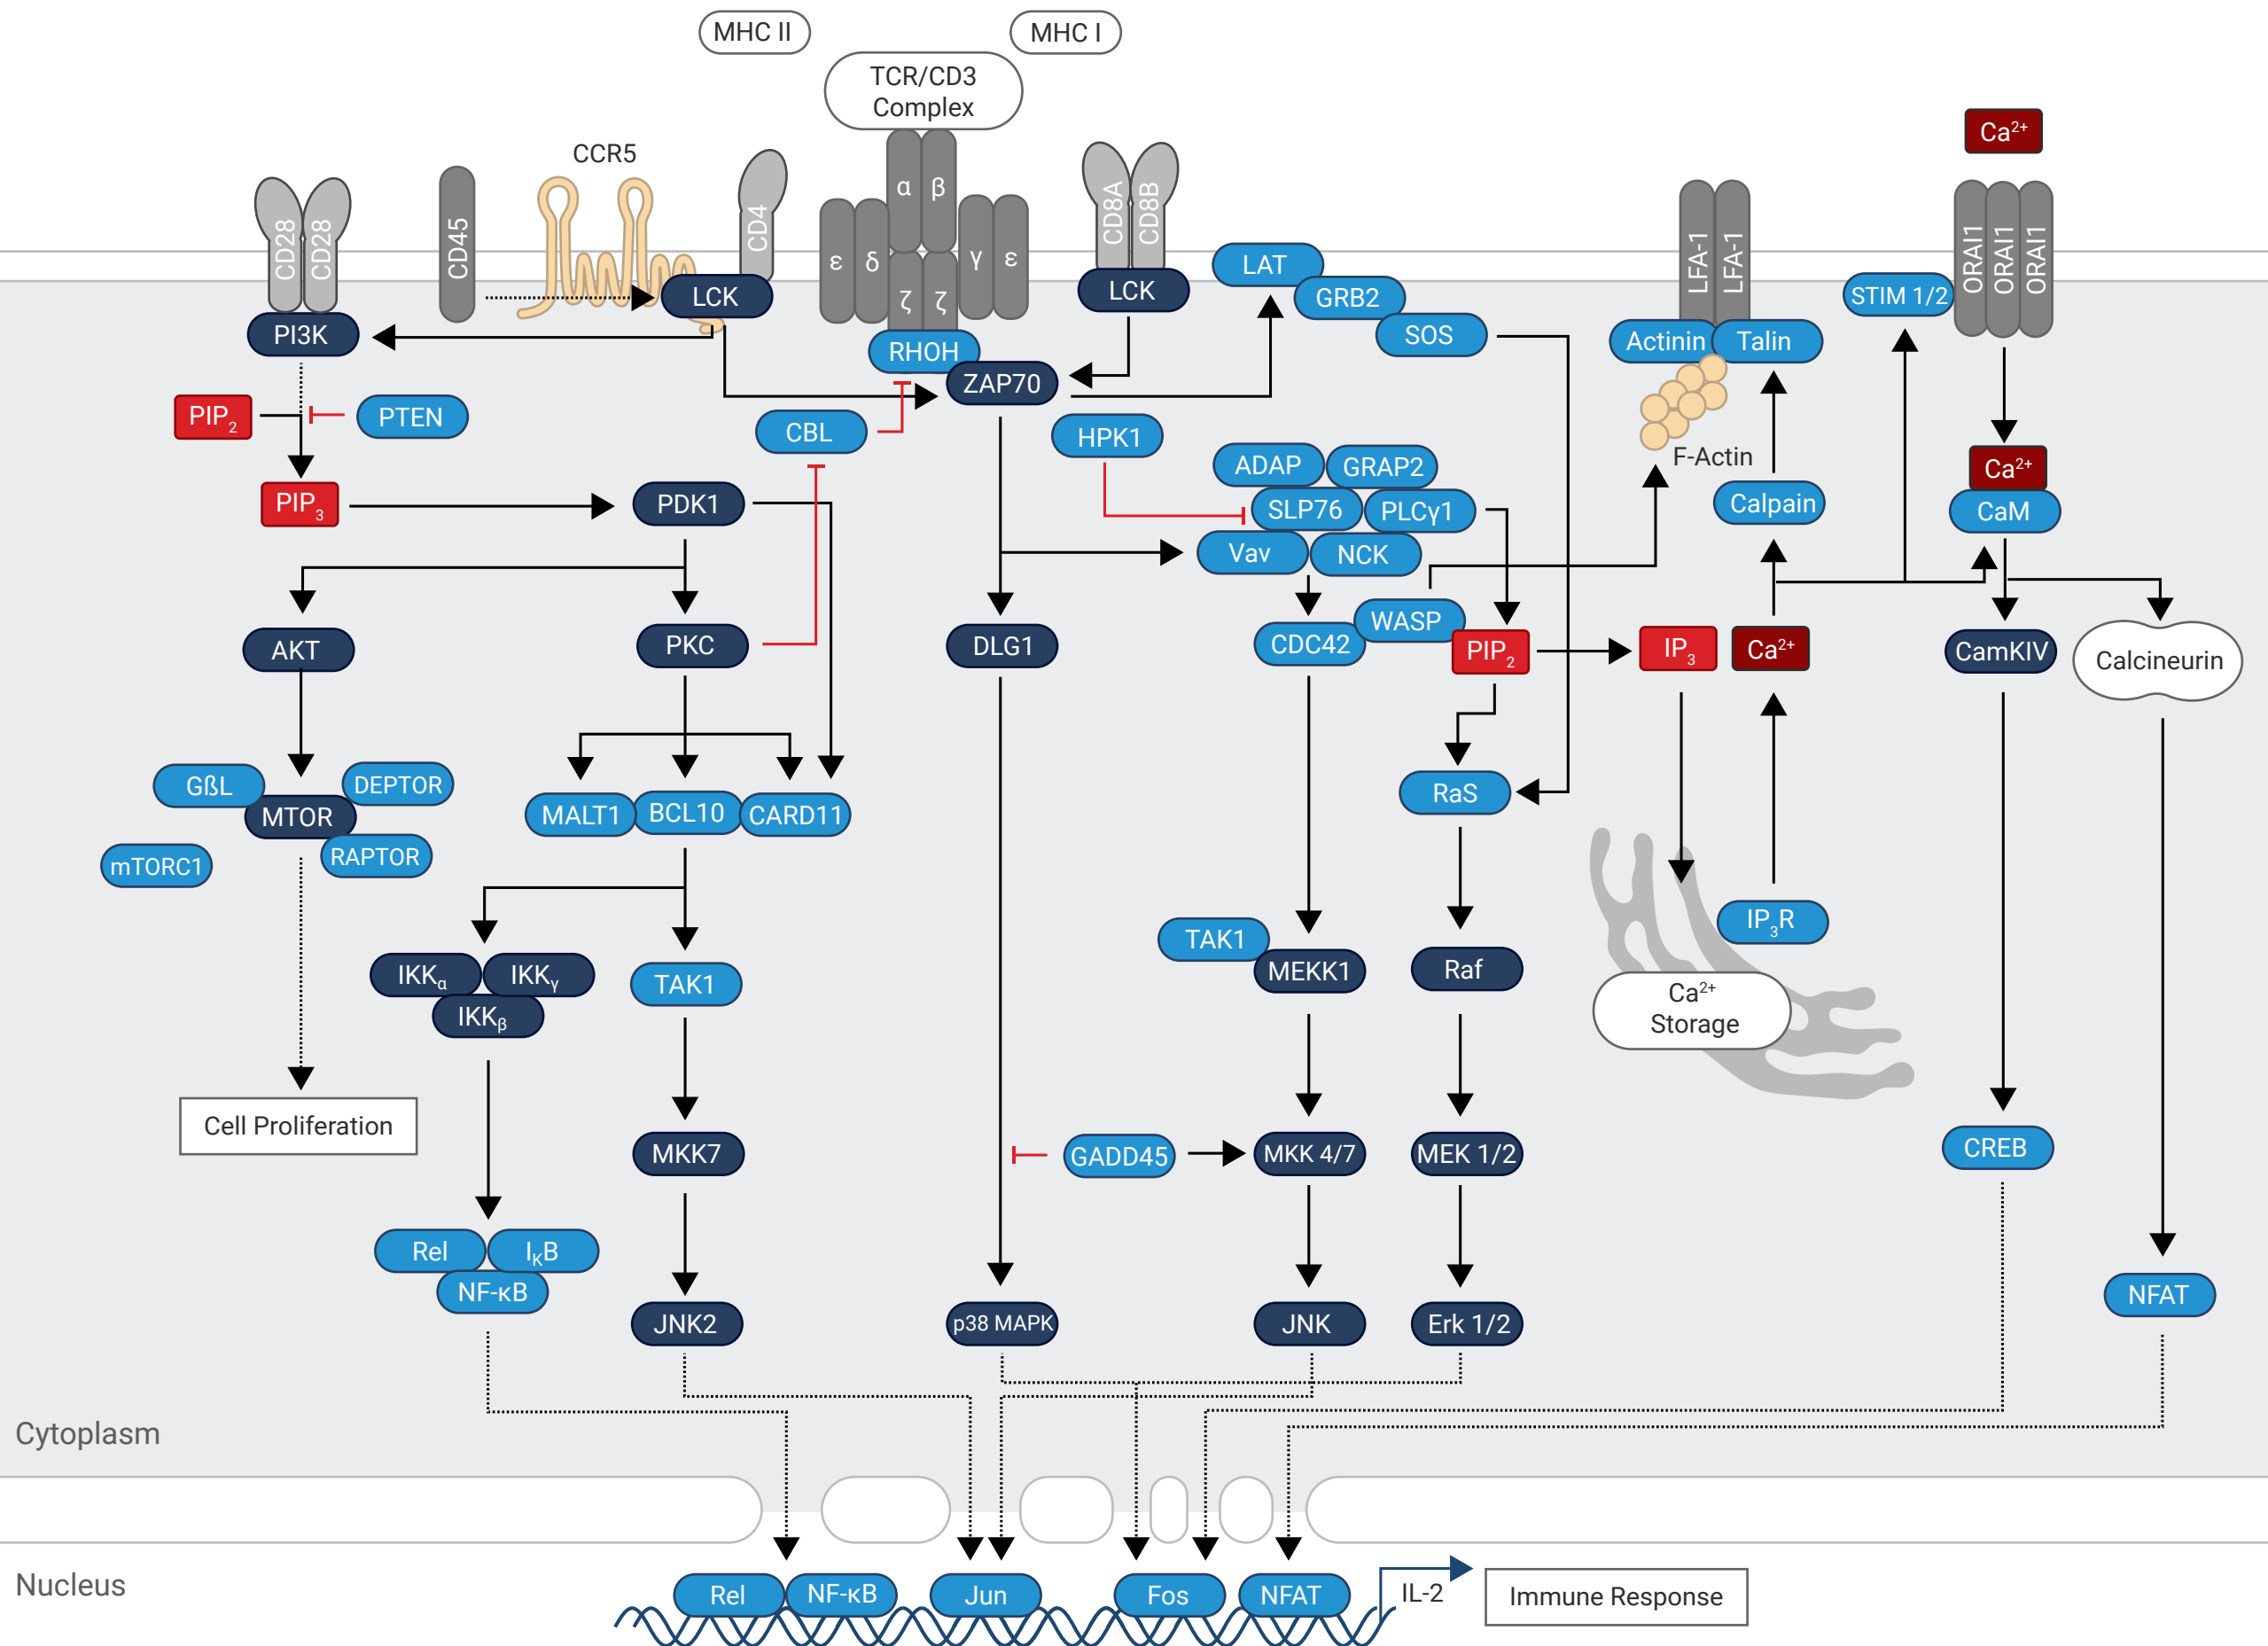 MHC II
MHC I
TCR/CD3
Complex
Ca²⁺
CCR5
CD28
CD28
CD45
CD4
α
β
ε
δ
γ
ε
ζ
ζ
CD8A
CD8B
LFA-1
LFA-1
ORAI1
ORAI1
ORAI1
LAT
GRB2
SOS
LCK
LCK
STIM 1/2
PI3K
RHOH
ZAP70
Actinin
Talin
PIP₂
PTEN
CBL
HPK1
ADAP
GRAP2
F-Actin
Ca²⁺
PIP₃
PDK1
SLP76
PLCγ1
Calpain
CaM
Vav
NCK
AKT
PKC
DLG1
CDC42
WASP
PIP₂
IP₃
Ca²⁺
CamKIV
Calcineurin
GßL
DEPTOR
MTOR
mTORC1
RAPTOR
MALT1
BCL10
CARD11
RaS
IKKα
IKKγ
IKKβ
TAK1
TAK1
MEKK1
Raf
IP₃R
Ca²⁺
Storage
Cell Proliferation
MKK7
GADD45
MKK 4/7
MEK 1/2
CREB
Rel
IκB
NF-κB
JNK2
p38 MAPK
JNK
Erk 1/2
NFAT
Cytoplasm
Nucleus
Rel
NF-κB
Jun
Fos
NFAT
IL-2
Immune Response